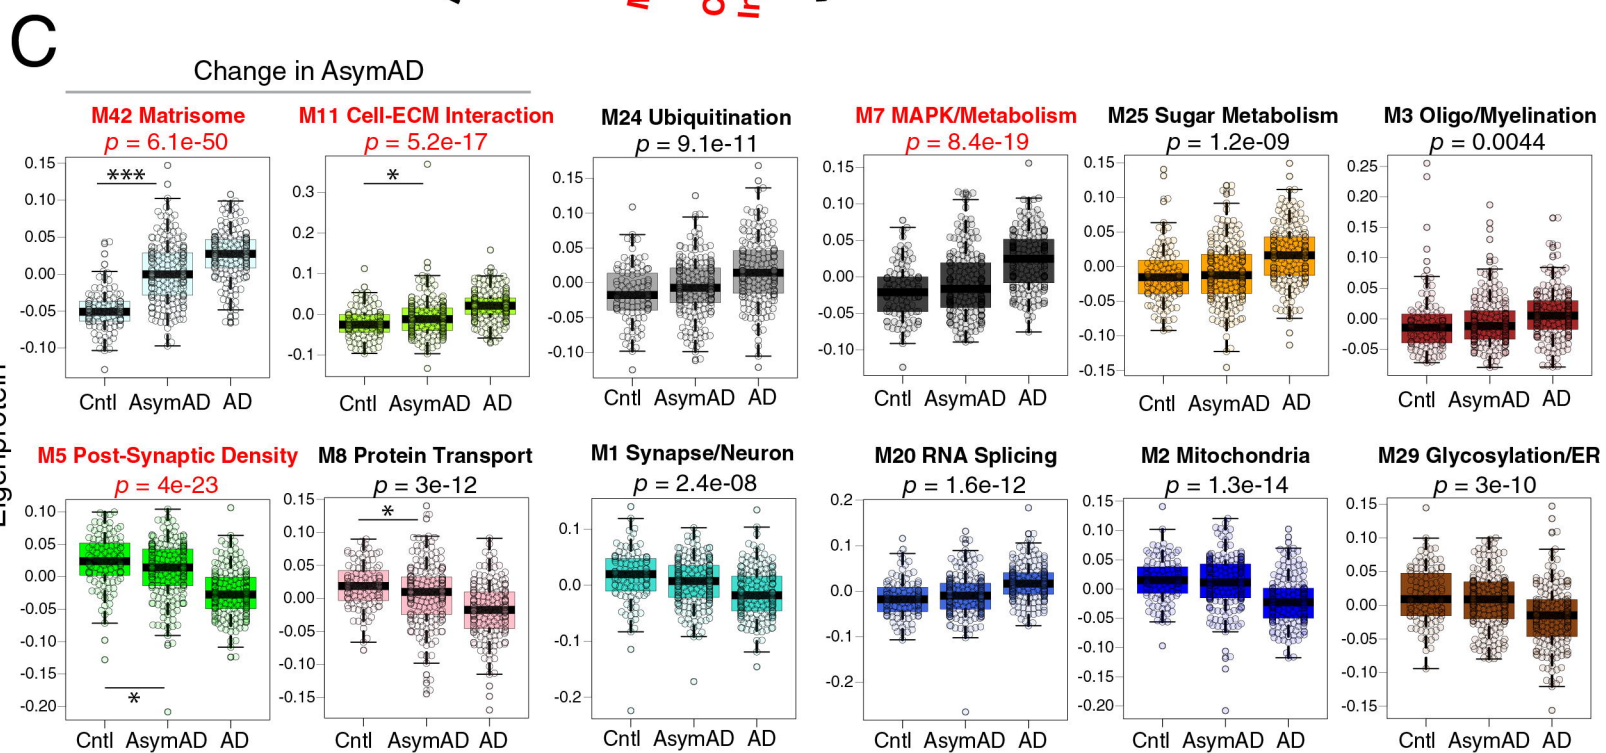 C
Change in AsymAD
M42 Matrisome
p = 6.1e-50
***
0.15
0.10
0.05
0.00
-0.05
-0.10
Cntl AsymAD AD
M11 Cell-ECM Interaction
p = 5.2e-17
*
0.3
0.2
0.1
0.0
-0.1
Cntl AsymAD AD
M24 Ubiquitination
p = 9.1e-11
0.15
0.10
0.05
0.00
-0.05
-0.10
Cntl AsymAD AD
M7 MAPK/Metabolism
p = 8.4e-19
0.15
0.10
0.05
0.00
-0.05
-0.10
Cntl AsymAD AD
M25 Sugar Metabolism
p = 1.2e-09
0.15
0.10
0.05
0.00
-0.05
-0.10
-0.15
Cntl AsymAD AD
M3 Oligo/Myelination
p = 0.0044
0.25
0.20
0.15
0.10
0.05
0.00
-0.05
Cntl AsymAD AD
M5 Post-Synaptic Density
p = 4e-23
0.10
0.05
0.00
-0.05
-0.10
-0.20
*
Cntl AsymAD AD
M8 Protein Transport
p = 3e-12
*
0.15
0.10
0.05
0.00
-0.05
-0.10
-0.15
Cntl AsymAD AD
M1 Synapse/Neuron
p = 2.4e-08
0.1
0.0
-0.1
-0.2
Cntl AsymAD AD
M20 RNA Splicing
p = 1.6e-12
0.2
0.1
0.0
-0.1
-0.2
Cntl AsymAD AD
M2 Mitochondria
p = 1.3e-14
0.15
0.10
0.05
0.00
-0.05
-0.10
-0.15
-0.20
Cntl AsymAD AD
M29 Glycosylation/ER
p = 3e-10
0.15
0.10
0.05
0.00
-0.05
-0.10
-0.15
Cntl AsymAD AD